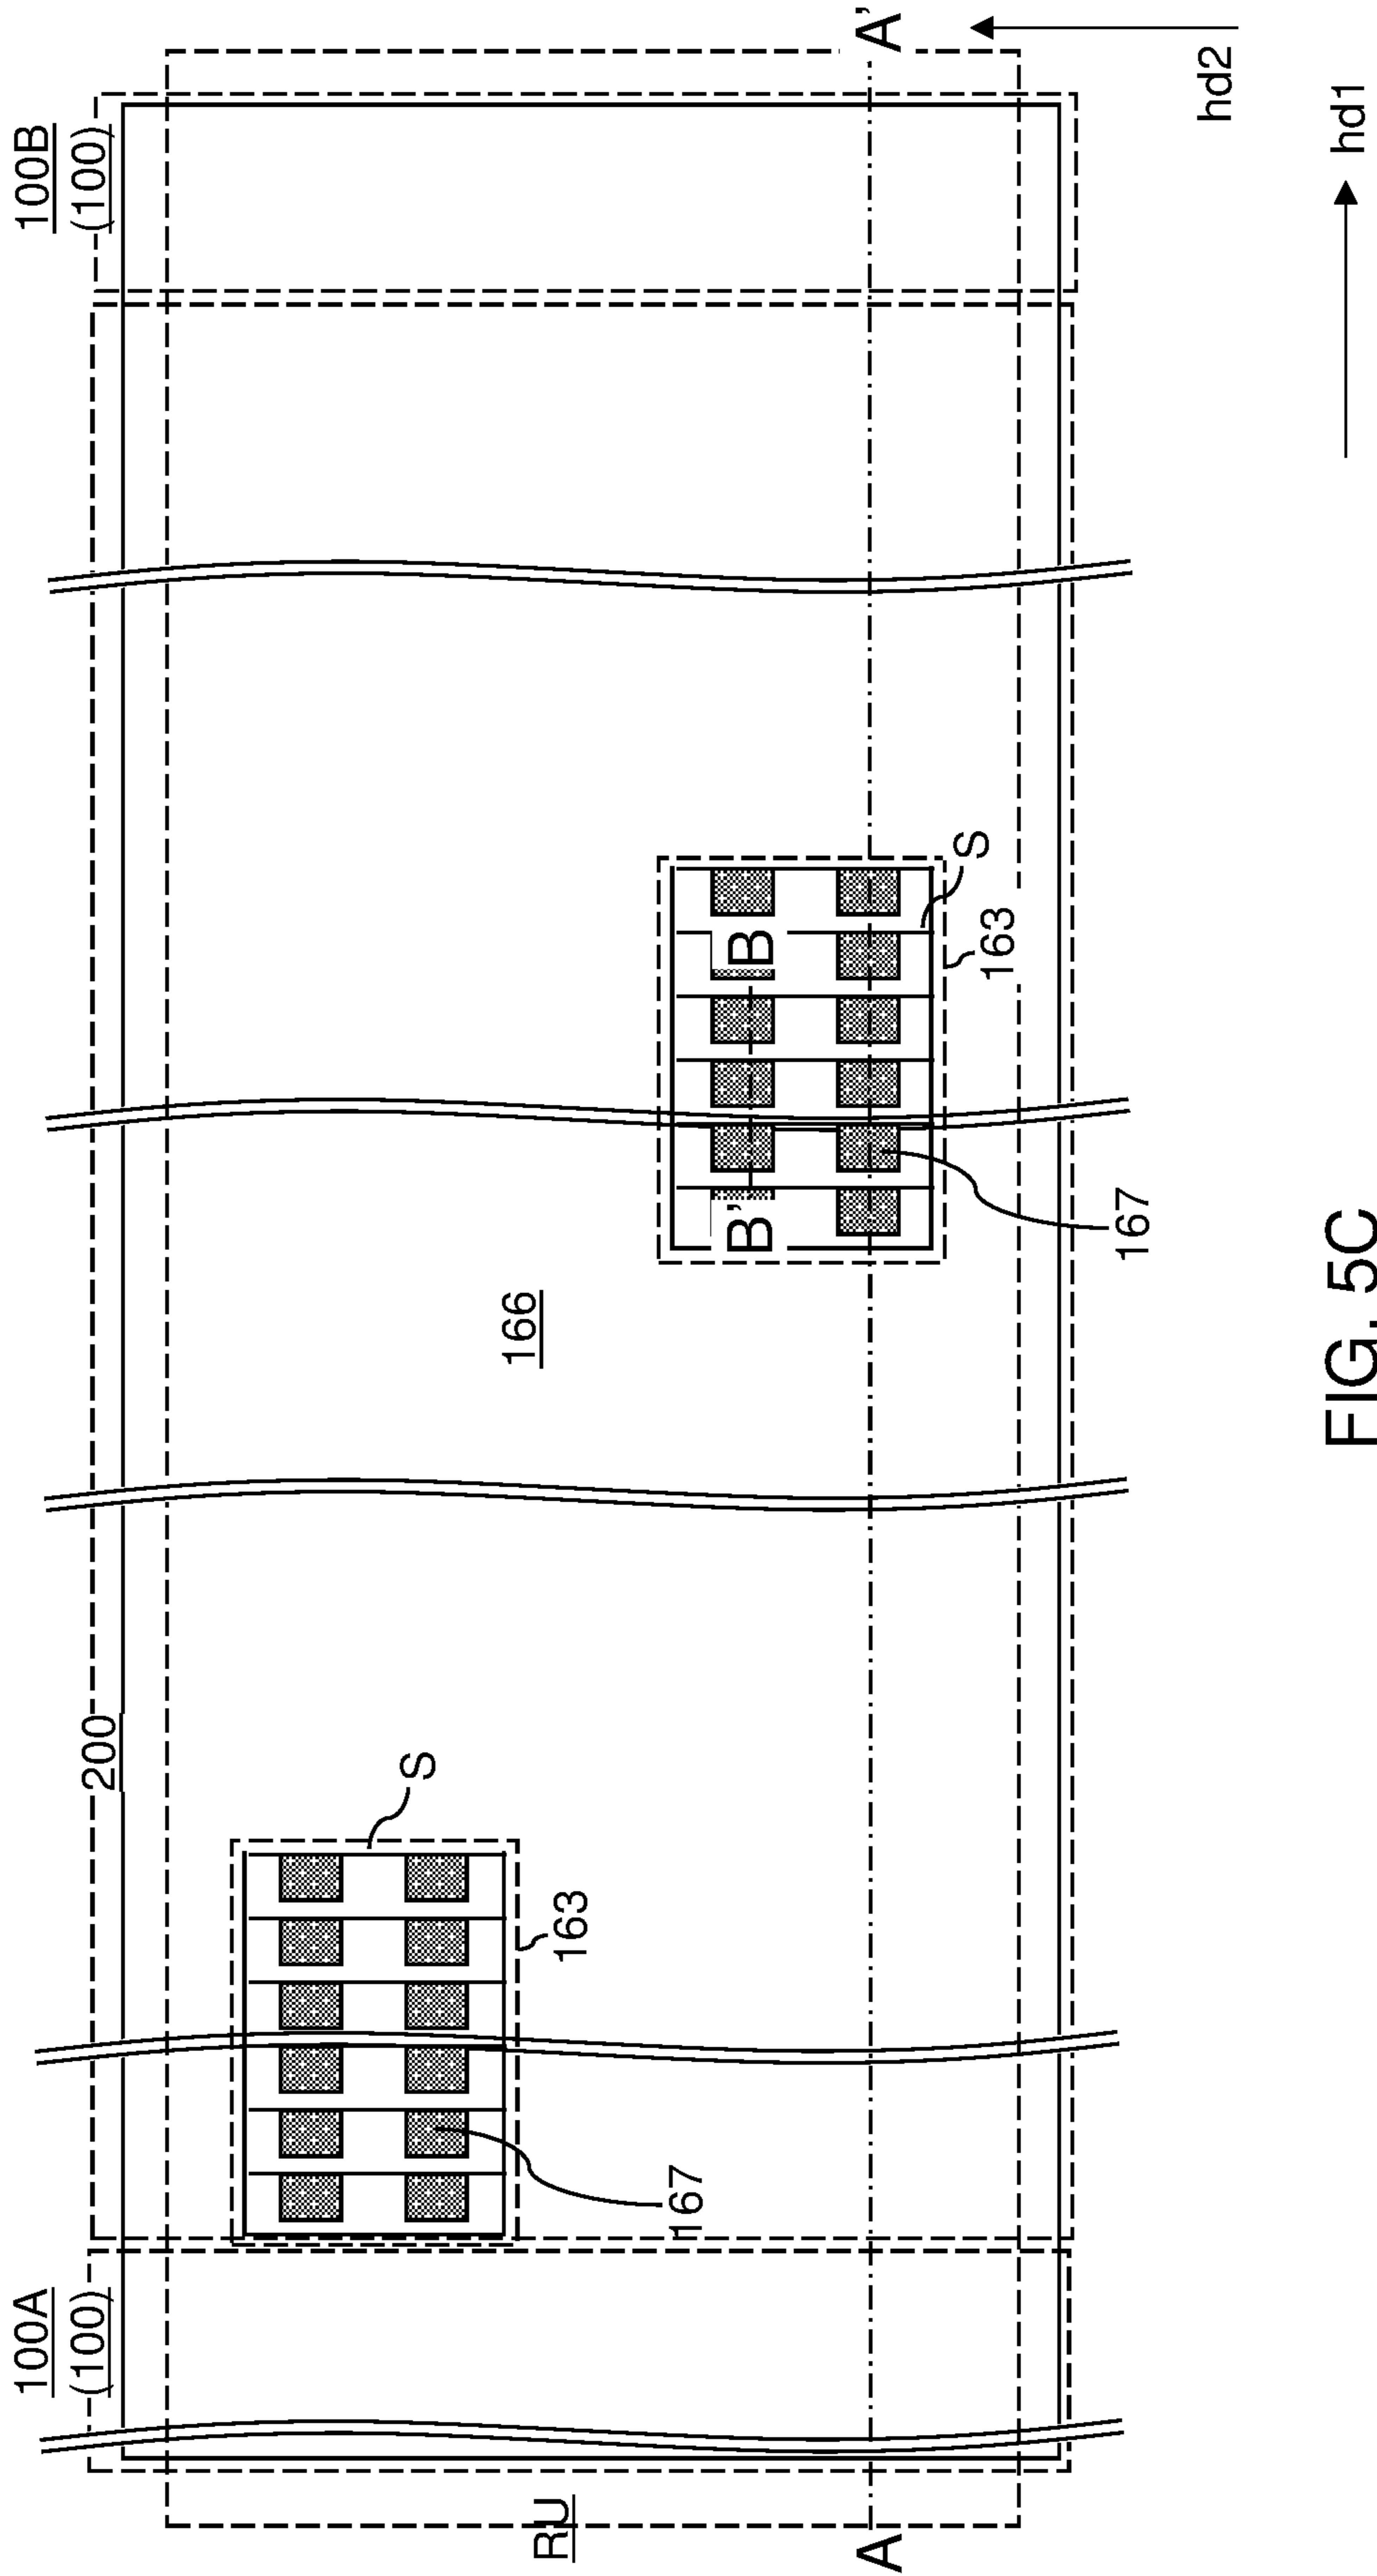 100A
(100)
200
100B
(100)
RU
S
163
167
166
B'
B
S
163
167
A
A'
hd2
hd1
FIG. 5C